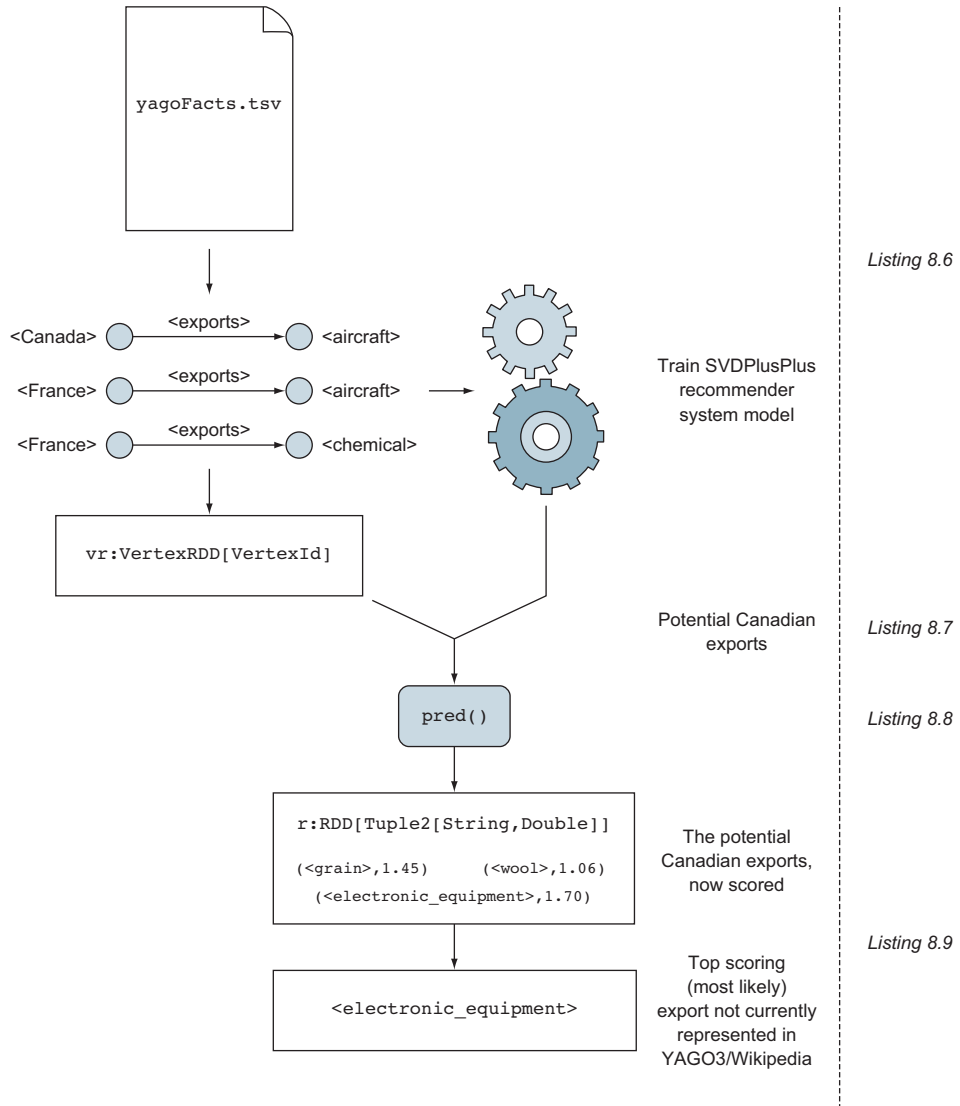 yagoFacts.tsv
Listing 8.6
<Canada> <exports> <aircraft>
<France> <exports> <aircraft>
<France> <exports> <chemical>
Train SVDPlusPlus
recommender
system model
vr:VertexRDD[VertexId]
Potential Canadian
exports
Listing 8.7
pred()
Listing 8.8
r:RDD[Tuple2[String,Double]]
(<grain>,1.45) (<wool>,1.06)
(<electronic_equipment>,1.70)
The potential
Canadian exports,
now scored
Listing 8.9
<electronic_equipment>
Top scoring
(most likely)
export not currently
represented in
YAGO3/Wikipedia